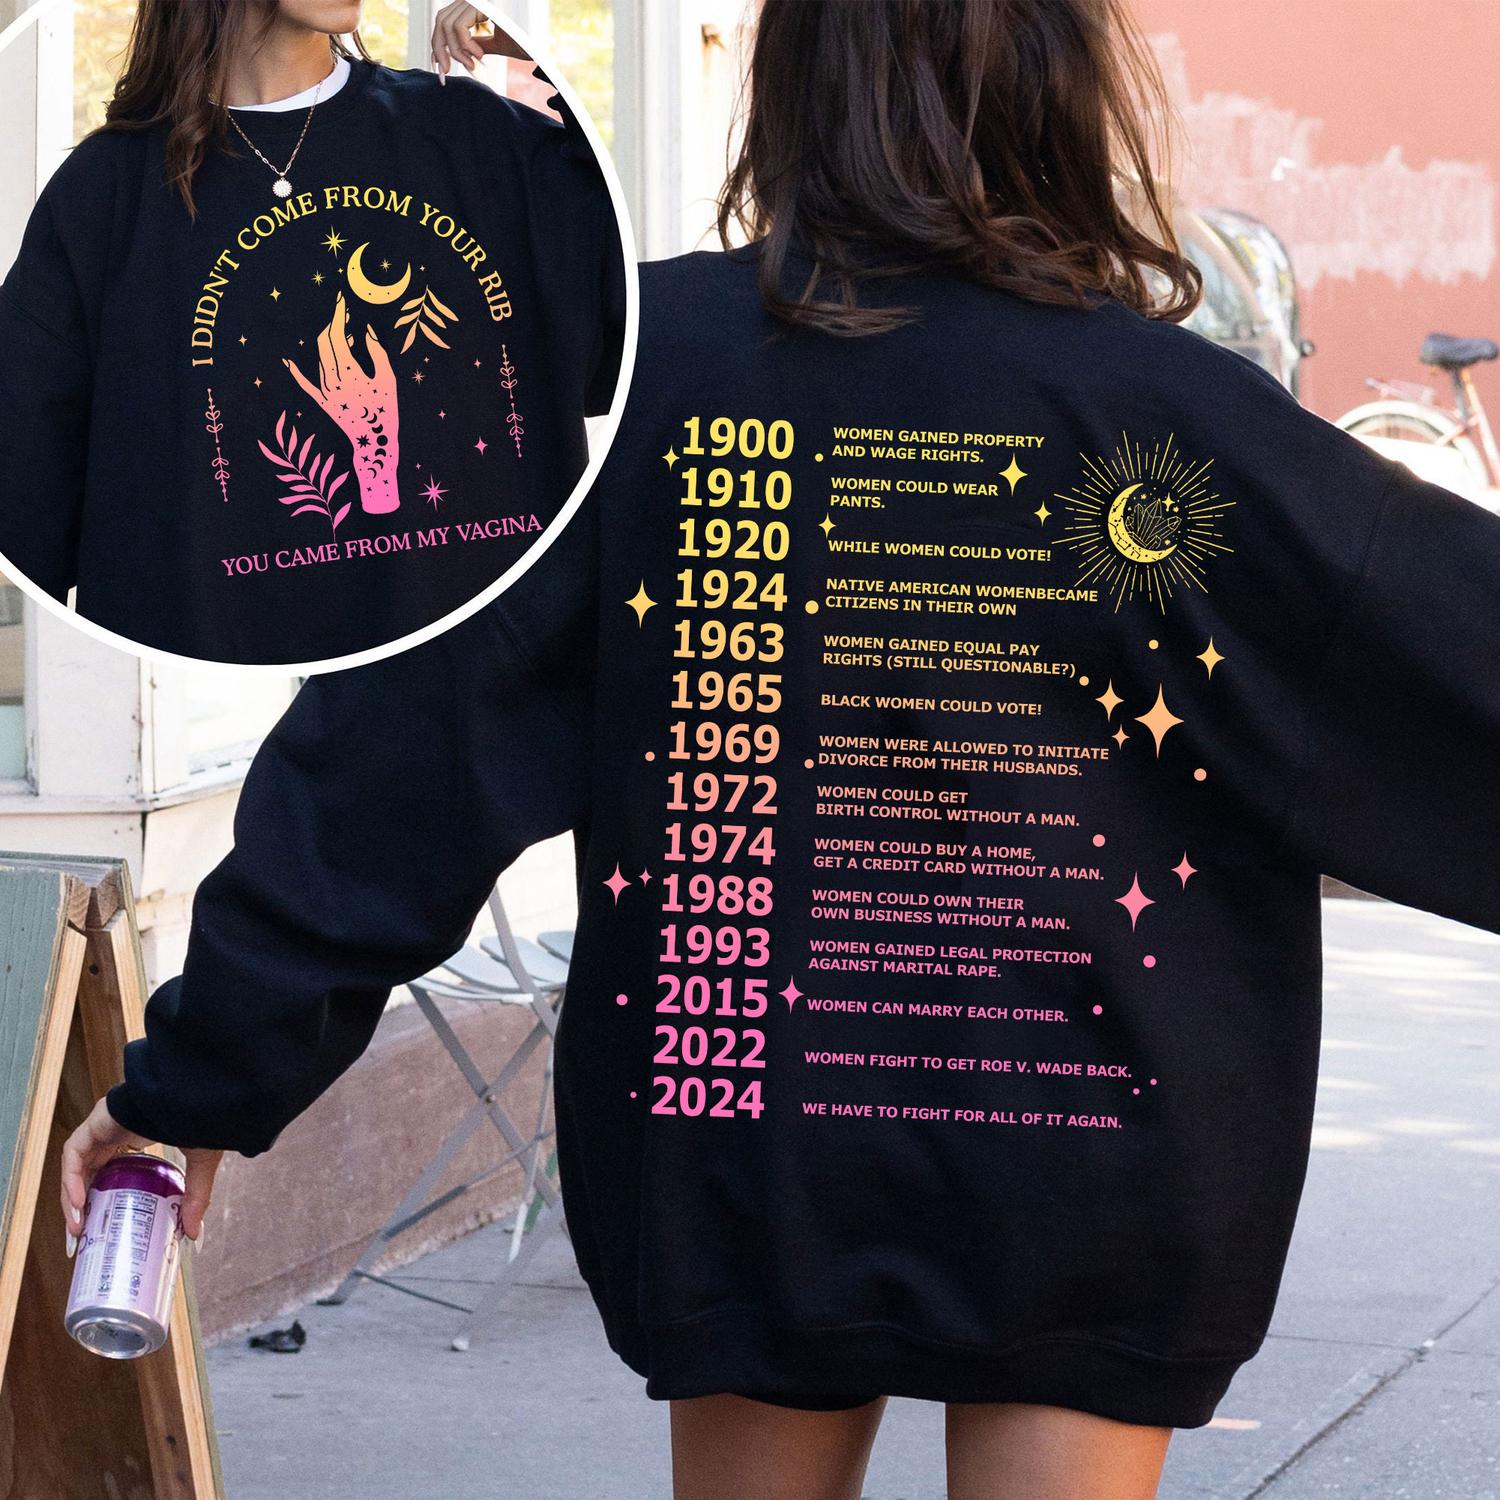 I DIDN'T COME FROM YOUR RIB
YOU CAME FROM MY VAGINA
1900 WOMEN GAINED PROPERTY
AND WAGE RIGHTS.
1910 WOMEN COULD WEAR
PANTS.
1920 WHILE WOMEN COULD VOTE!
1924 NATIVE AMERICAN WOMENBECAME
CITIZENS IN THEIR OWN
1963 WOMEN GAINED EQUAL PAY
RIGHTS (STILL QUESTIONABLE?)
1965 BLACK WOMEN COULD VOTE!
1969 WOMEN WERE ALLOWED TO INITIATE
DIVORCE FROM THEIR HUSBANDS.
1972 WOMEN COULD GET
BIRTH CONTROL WITHOUT A MAN.
1974 WOMEN COULD BUY A HOME,
GET A CREDIT CARD WITHOUT A MAN.
1988 WOMEN COULD OWN THEIR
OWN BUSINESS WITHOUT A MAN.
1993 WOMEN GAINED LEGAL PROTECTION
AGAINST MARITAL RAPE.
2015 WOMEN CAN MARRY EACH OTHER.
2022 WOMEN FIGHT TO GET ROE V. WADE BACK.
2024 WE HAVE TO FIGHT FOR ALL OF IT AGAIN.